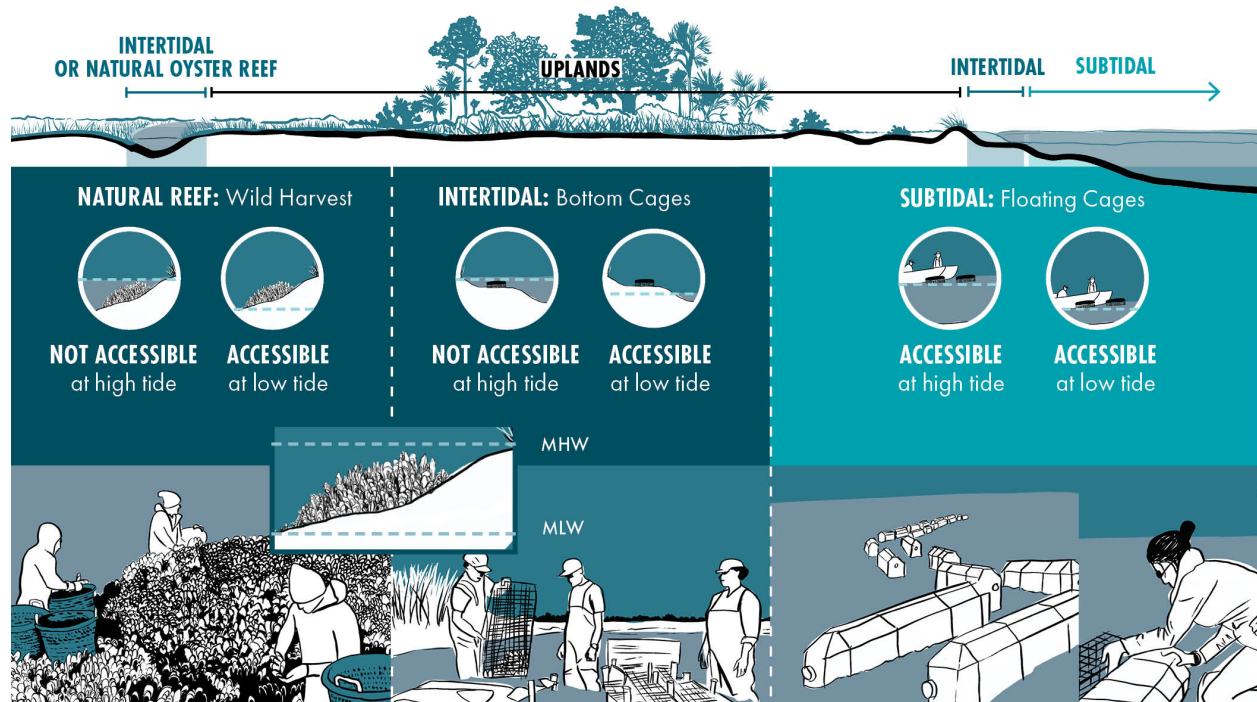 INTERTIDAL
OR NATURAL OYSTER REEF
UPLANDS
INTERTIDAL
SUBTIDAL
NATURAL REEF: Wild Harvest
INTERTIDAL: Bottom Cages
SUBTIDAL: Floating Cages
NOT ACCESSIBLE
at high tide
ACCESSIBLE
at low tide
NOT ACCESSIBLE
at high tide
ACCESSIBLE
at low tide
ACCESSIBLE
at high tide
ACCESSIBLE
at low tide
MHW
MLW